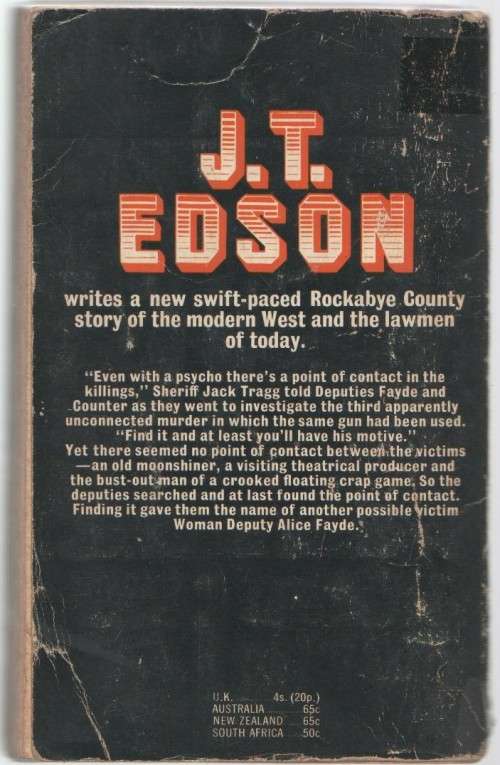 J.T.
EDSON
writes a new swift-paced Rockabye County
story of the modern West and the lawmen
of today.
“Even with a psycho there's a point of contact in the
killings,” Sheriff Jack Tragg told Deputies Fayde and
Counter as they went to investigate the third apparently
unconnected murder in which the same gun had been used.
“Find it and at least you'll have his motive.”
Yet there seemed no point of contact between the victims
—an old moonshiner, a visiting theatrical producer and
the bust-out man of a crooked floating crap game. So the
deputies searched and at last found the point of contact.
Finding it gave them the name of another possible victim
Woman Deputy Alice Fayde.
U.K. 4s. (20p.)
AUSTRALIA 65c
NEW ZEALAND 65c
SOUTH AFRICA 50c